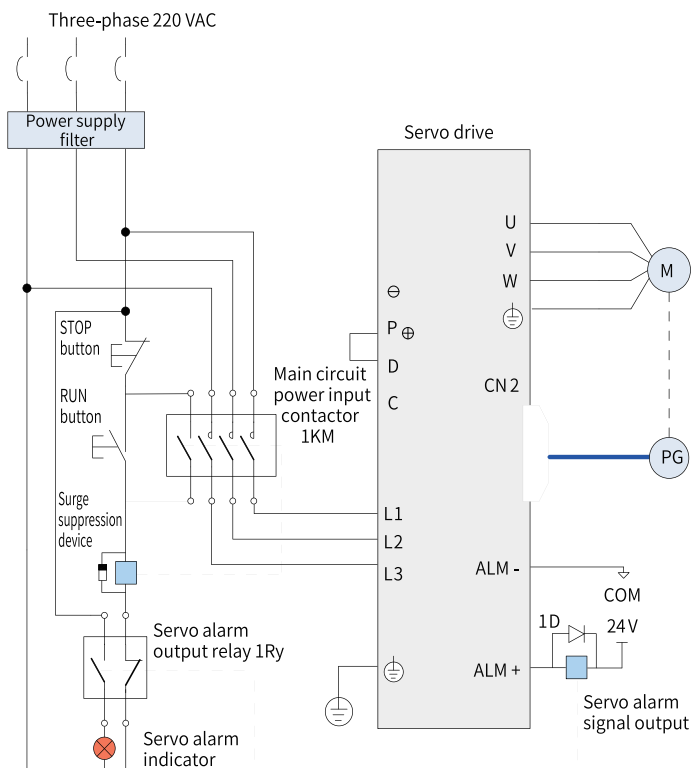 Three-phase 220 VAC
Power supply
filter
Servo drive
U
V
W
M
P
D
C
STOP
button
Main circuit
power input
contactor
1KM
CN 2
RUN
button
PG
Surge
suppression
device
L1
L2
L3
ALM -
COM
1D
24 V
Servo alarm
output relay 1Ry
ALM +
Servo alarm
signal output
Servo alarm
indicator